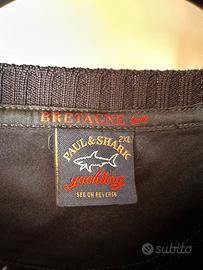 BRETAGNE
PAUL & SHARK
2XL
yachting
SEE ON REVERSE
subito